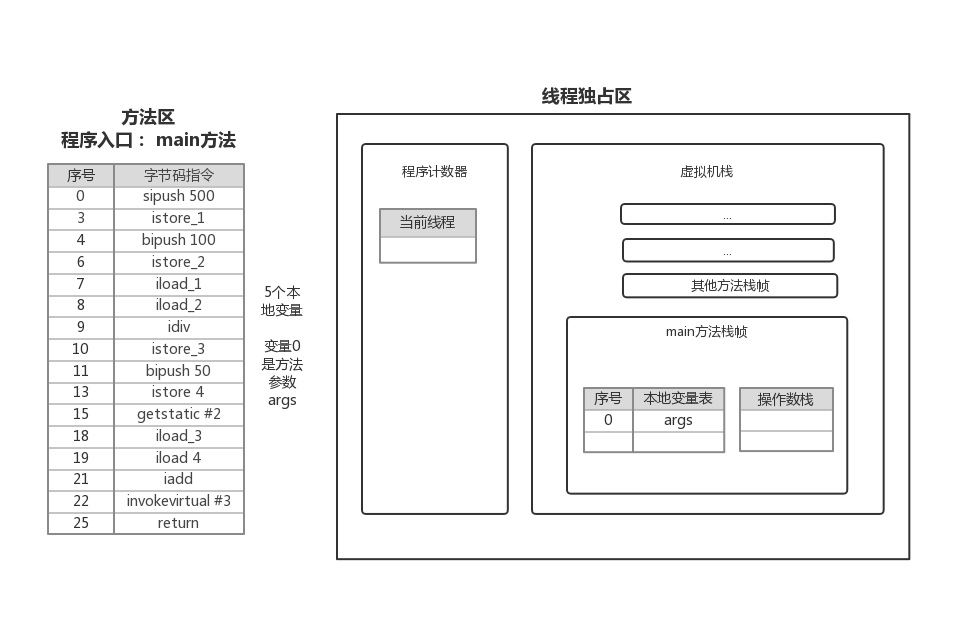 方法区
程序入口： main方法
序号 字节码指令
0 sipush 500
3 istore_1
4 bipush 100
6 istore_2
7 iload_1
8 iload_2
9 idiv
10 istore_3
11 bipush 50
13 istore 4
15 getstatic #2
18 iload_3
19 iload 4
21 iadd
22 invokevirtual #3
25 return
5个本
地变量
变量0
是方法
参数
args
线程独占区
程序计数器
当前线程
虚拟机栈
...
...
其他方法栈帧
main方法栈帧
序号 本地变量表
0 args
操作数栈